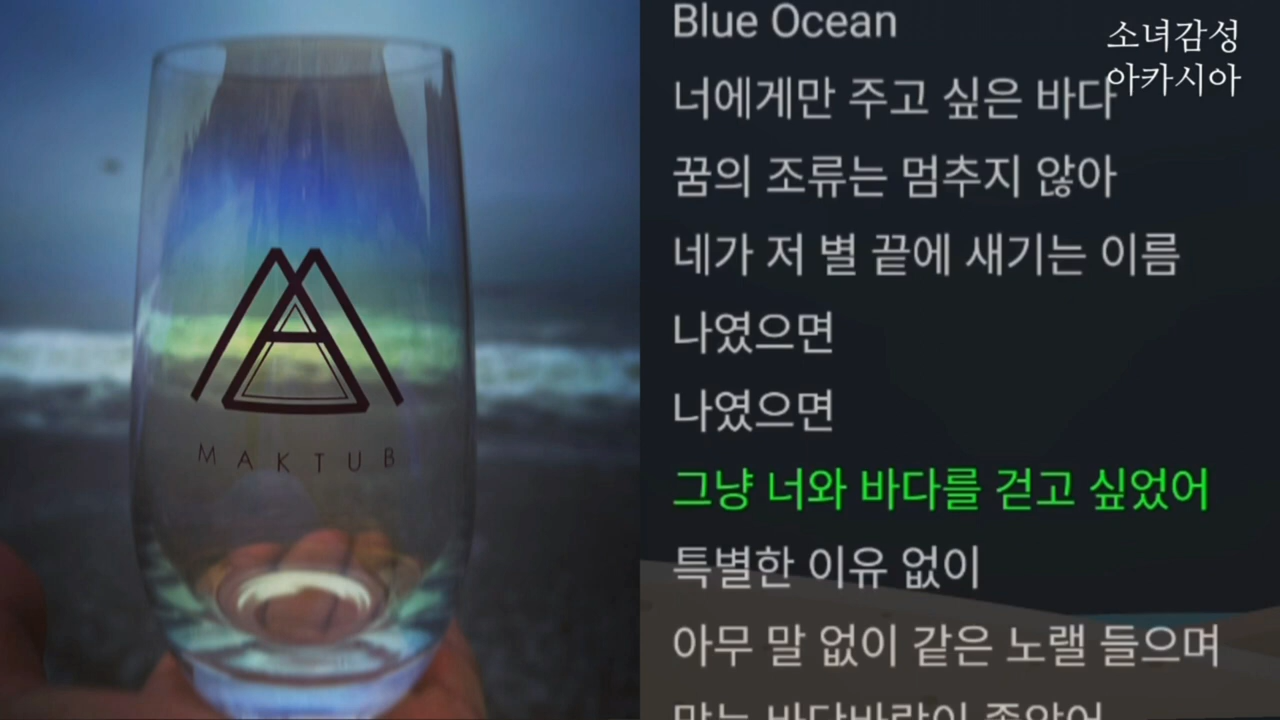 MAKTUB
Blue Ocean
소녀감성
아카시아
너에게만 주고 싶은 바다
꿈의 조류는 멈추지 않아
네가 저 별 끝에 새기는 이름
나였으면
나였으면
그냥 너와 바다를 걷고 싶었어
특별한 이유 없이
아무 말 없이 같은 노랠 들으며